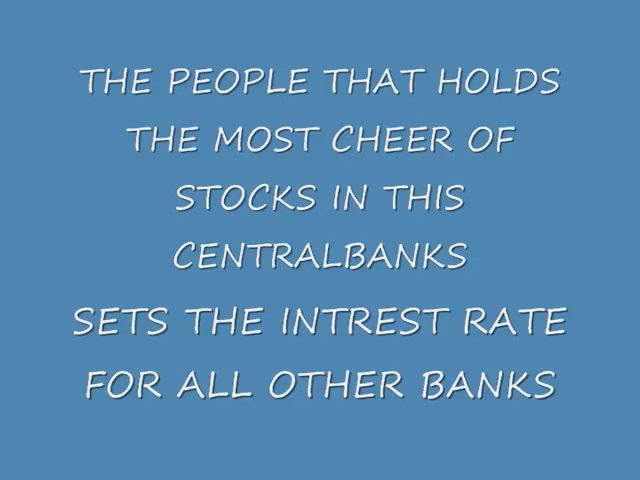 THE PEOPLE THAT HOLDS
THE MOST CHEER OF
STOCKS IN THIS
CENTRALBANKS
SETS THE INTREST RATE
FOR ALL OTHER BANKS